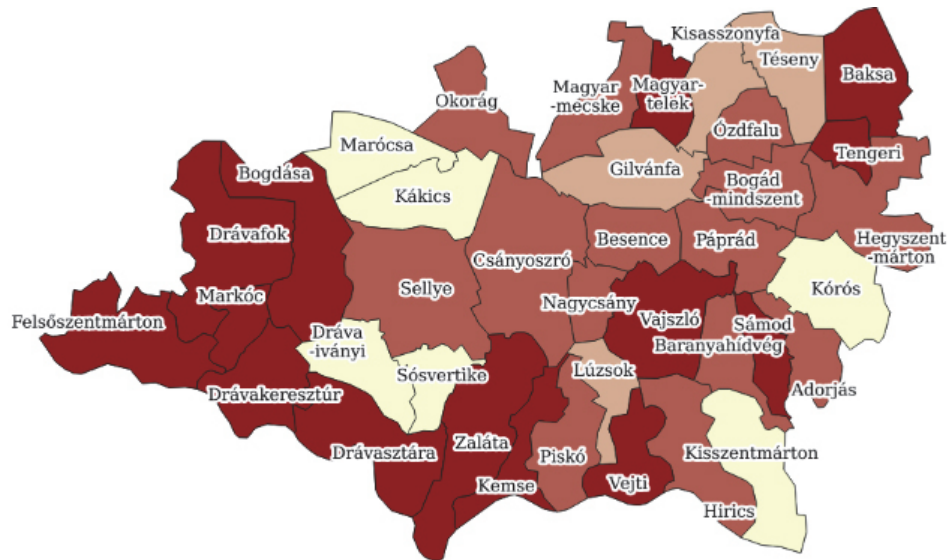 Kisasszonyfa
Téseny
Baksa
Magyar
-mecske
Magyar-
telek
Okorág
Ózdfalu
Marócsa
Tengeri
Bogdása
Gilvánfa
Bogád
-mindszent
Kákics
Drávafok
Besence
Páprád
Hegyszent
-márton
Csányoszró
Sellye
Kórós
Markóc
Nagycsány
Felsőszentmárton
Vajszló
Sámod
Dráva
-iványi
Baranyahídvég
Lúzsok
Sósvertike
Adorjás
Drávakeresztúr
Zaláta
Drávasztára
Piskó
Kisszentmárton
Kemse
Vejti
Hirics